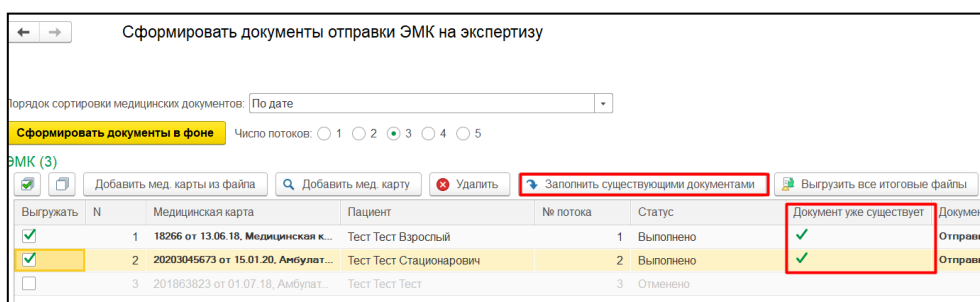 Сформировать документы отправки ЭМК на экспертизу
Порядок сортировки медицинских документов: По дате
Сформировать документы в фоне Число потоков: 1 2 3 4 5
ЭМК (3)
Добавить мед. карты из файла Добавить мед. карту Удалить Заполнить существующими документами Выгрузить все итоговые файлы
Выгружать N Медицинская карта Пациент № потока Статус Документ уже существует Докумен
1 18266 от 13.06.18, Медицинская к... Тест Тест Взрослый 1 Выполнено Отправ
2 20203045673 от 15.01.20, Амбулат... Тест Тест Стационарович 2 Выполнено Отправ
3 201863823 от 01.07.18, Амбулат... Тест Тест Тест 3 Отменено